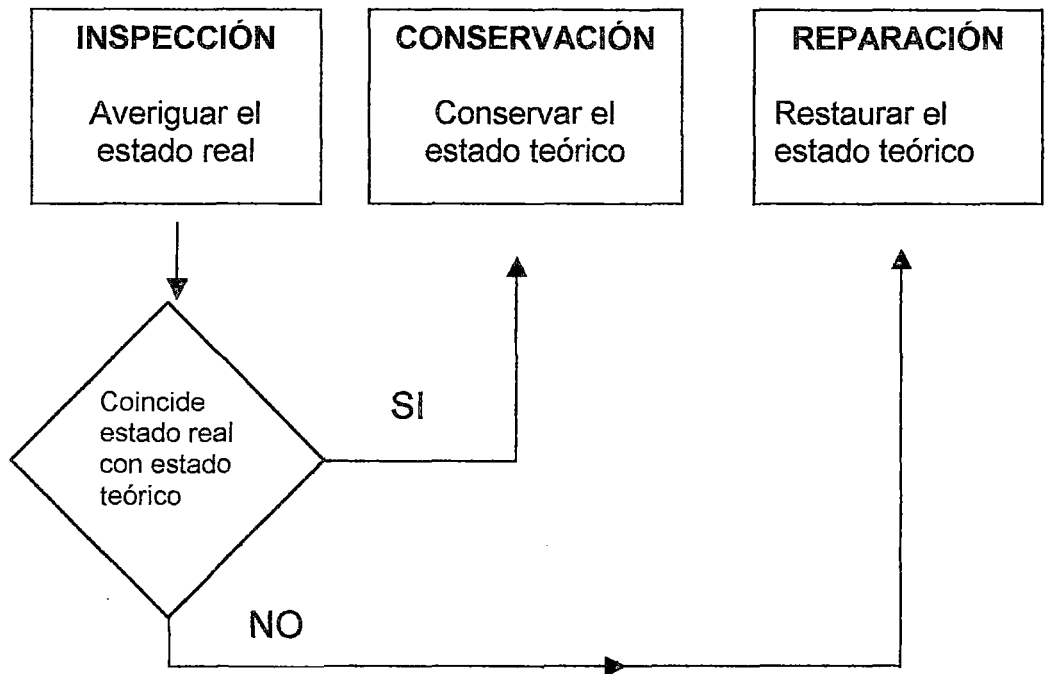 INSPECCIÓN
Averiguar el
estado real
CONSERVACIÓN
Conservar el
estado teórico
REPARACIÓN
Restaurar el
estado teórico
Coincide
estado real
con estado
teórico
SI
NO